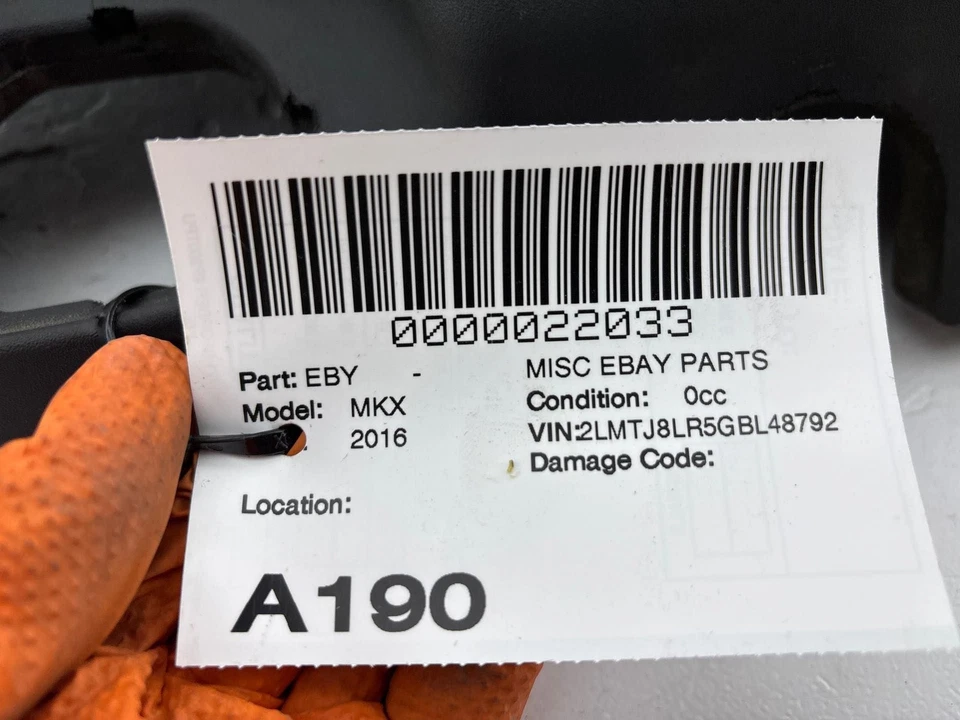 0000022033
Part: EBY - MISC EBAY PARTS
Model: MKX Condition: 0cc
2016 VIN:2LMTJ8LR5GBL48792
Damage Code:
Location:
A190